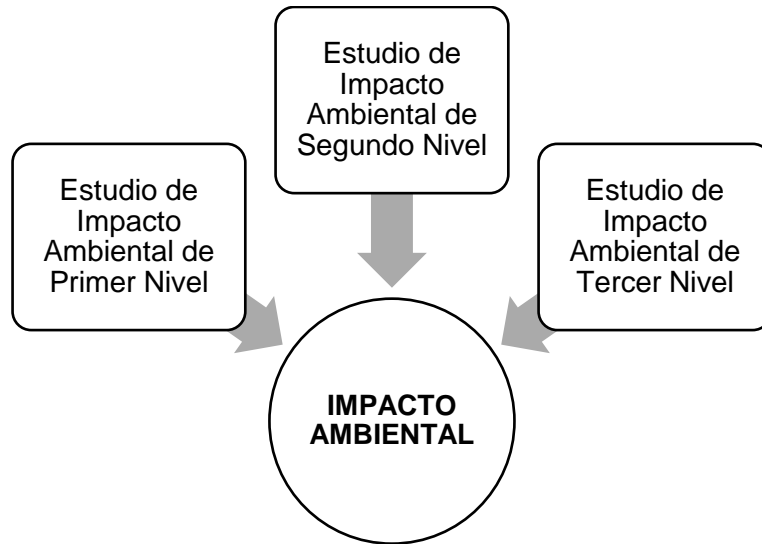 Estudio de
Impacto
Ambiental de
Segundo Nivel
Estudio de
Impacto
Ambiental de
Primer Nivel
Estudio de
Impacto
Ambiental de
Tercer Nivel
IMPACTO
AMBIENTAL